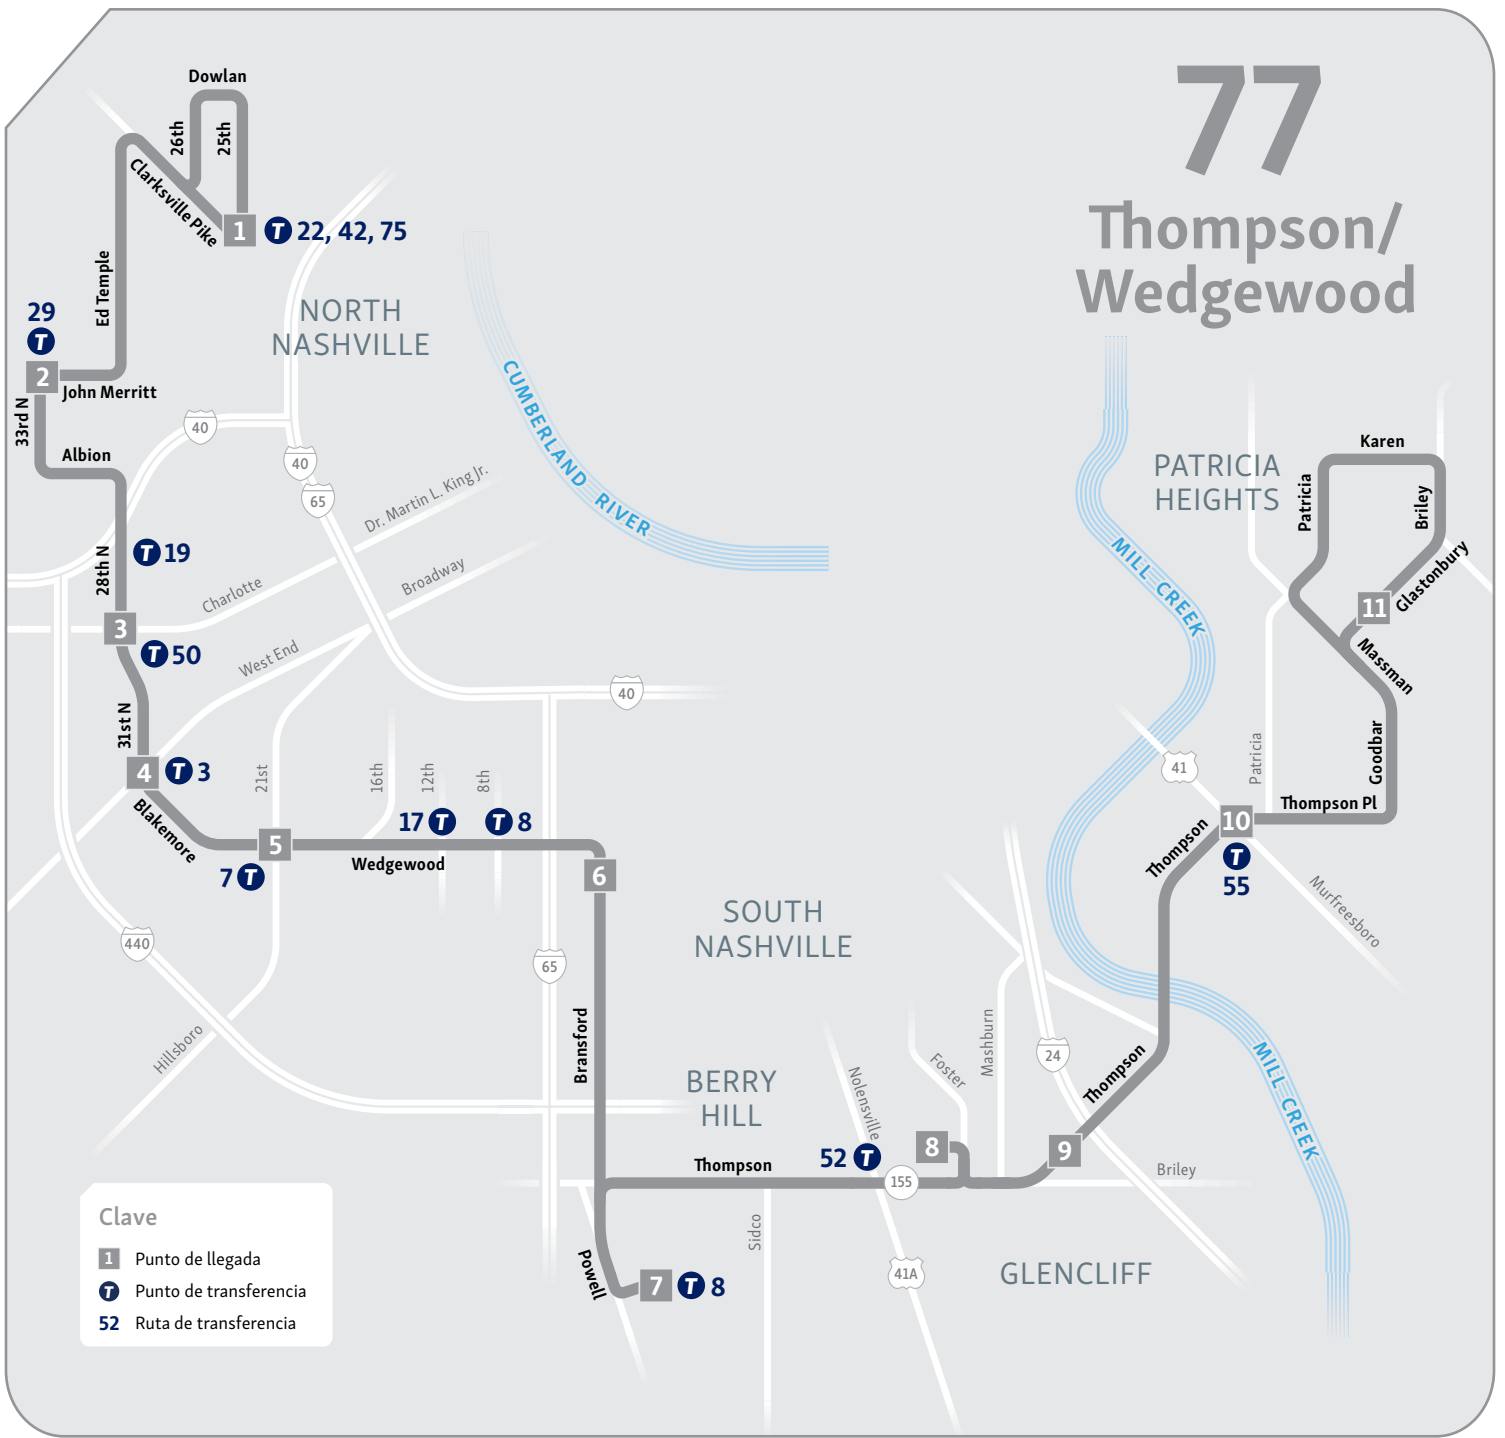 77
Thompson/
Wedgewood
Dowlan
26th
25th
Clarksville Pike
1
T 22, 42, 75
Ed Temple
NORTH
NASHVILLE
29
T
2
John Merritt
33rd N
Albion
40
40
65
Dr. Martin L. King Jr.
CUMBERLAND RIVER
T 19
28th N
Charlotte
Broadway
3
T 50
West End
31st N
40
4
T 3
21st
16th
12th
8th
Blakemore
17 T
T 8
5
7 T
Wedgewood
6
440
65
SOUTH
NASHVILLE
Hillsboro
Bransford
BERRY
HILL
Thompson
52 T
Nolensville
Foster
Mashburn
8
155
24
9
Thompson
Briley
Sidco
41A
GLENCLIFF
Powell
7
T 8
MILL CREEK
MILL CREEK
PATRICIA
HEIGHTS
Karen
Patricia
Briley
Glastonbury
11
Massman
Goodbar
41
Patricia
Thompson Pl
10
T
55
Thompson
Murfreesboro
Clave
1 Punto de llegada
T Punto de transferencia
52 Ruta de transferencia